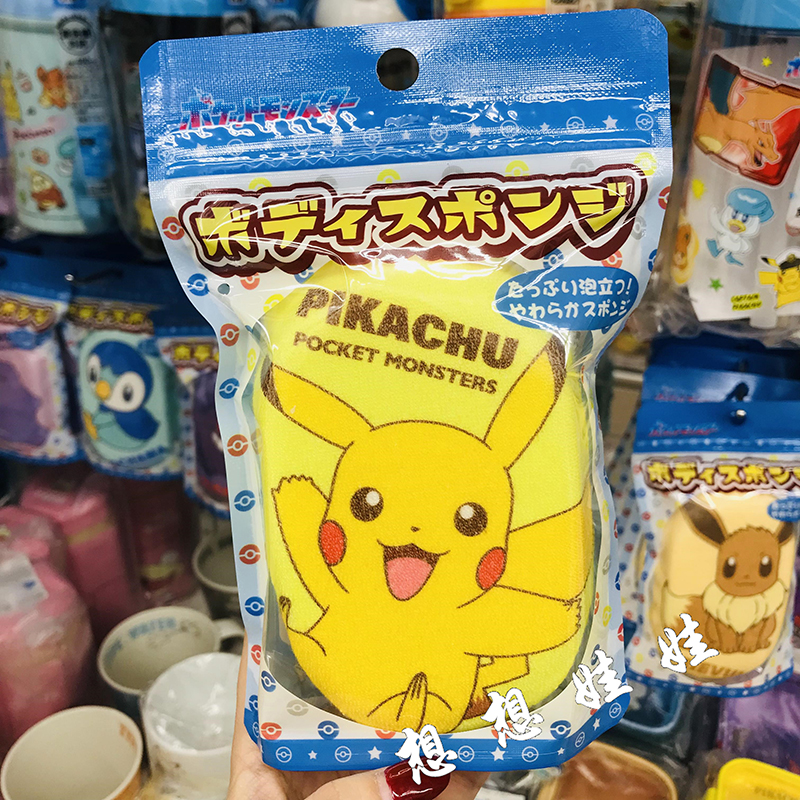 ポケットモンスター
ボディスポンジ
たっぷり泡立つ!
やわらかスポンジ
PIKACHU
POCKET MONSTERS
ボディスポンジ
想想娃娃